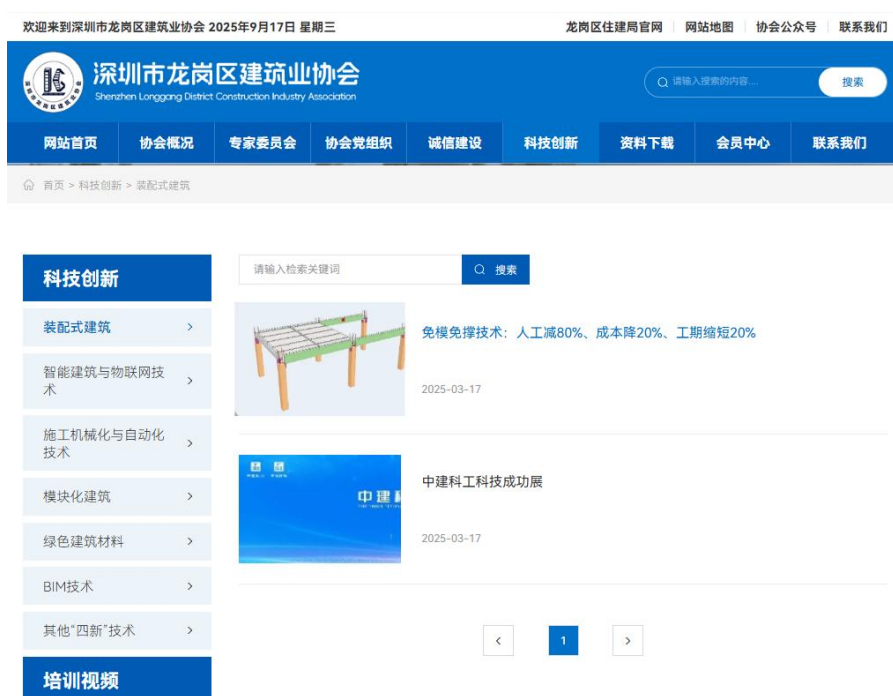 欢迎来到深圳市龙岗区建筑业协会 2025年9月17日 星期三
龙岗区住建局官网 网站地图 协会公众号 联系我们
深圳市龙岗区建筑业协会
Shenzhen Longgang District Construction Industry Association
请输入搜索的内容....
搜索
网站首页 协会概况 专家委员会 协会党组织 诚信建设 科技创新 资料下载 会员中心 联系我们
首页 > 科技创新 > 装配式建筑
科技创新
装配式建筑 >
智能建筑与物联网技
术 >
施工机械化与自动化
技术 >
模块化建筑 >
绿色建筑材料 >
BIM技术 >
其他“四新”技术 >
培训视频
请输入检索关键词
搜索
免模免撑技术：人工减80%、成本降20%、工期缩短20%
2025-03-17
中建科
中建科工科技成功展
2025-03-17
< 1 >